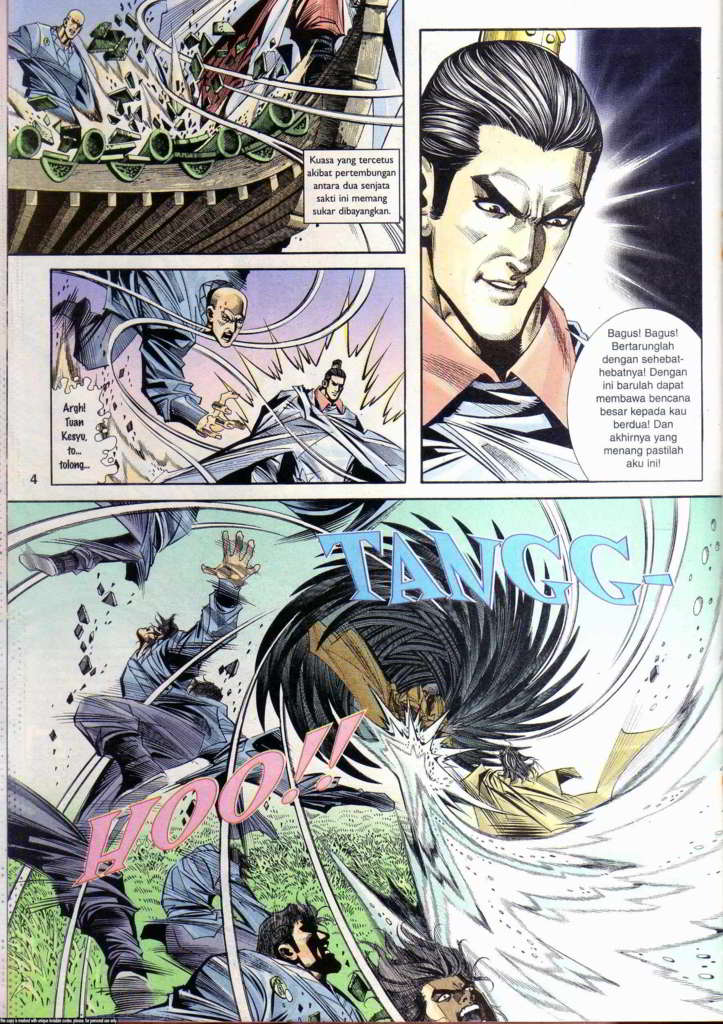 Kuasa yang tercetus
akibat pertembungan
antara dua senjata
sakti ini memang
sukar dibayangkan.
Bagus! Bagus!
Bertarunglah
dengan sehebat-
hebatnya! Dengan
ini barulah dapat
membawa bencana
besar kepada kau
berdua! Dan
akhirnya yang
menang pastilah
aku ini!
Argh!
Tuan
Kesyu,
to...
tolong...
4
TANGG-
HOO!!